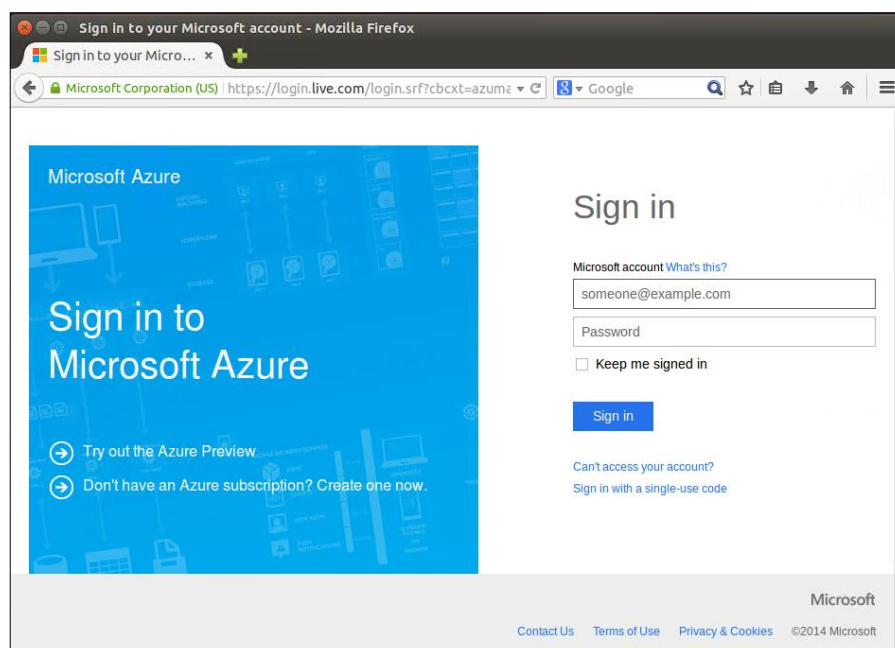 Sign in to your Microsoft account - Mozilla Firefox
Sign in to your Micro...
Microsoft Corporation (US) https://login.live.com/login.srf?cbcxt=azuma
Google
Microsoft Azure
Sign in to
Microsoft Azure
Try out the Azure Preview
Don't have an Azure subscription? Create one now.
Sign in
Microsoft account What's this?
someone@example.com
Password
Keep me signed in
Sign in
Can't access your account?
Sign in with a single-use code
Microsoft
Contact Us Terms of Use Privacy & Cookies ©2014 Microsoft